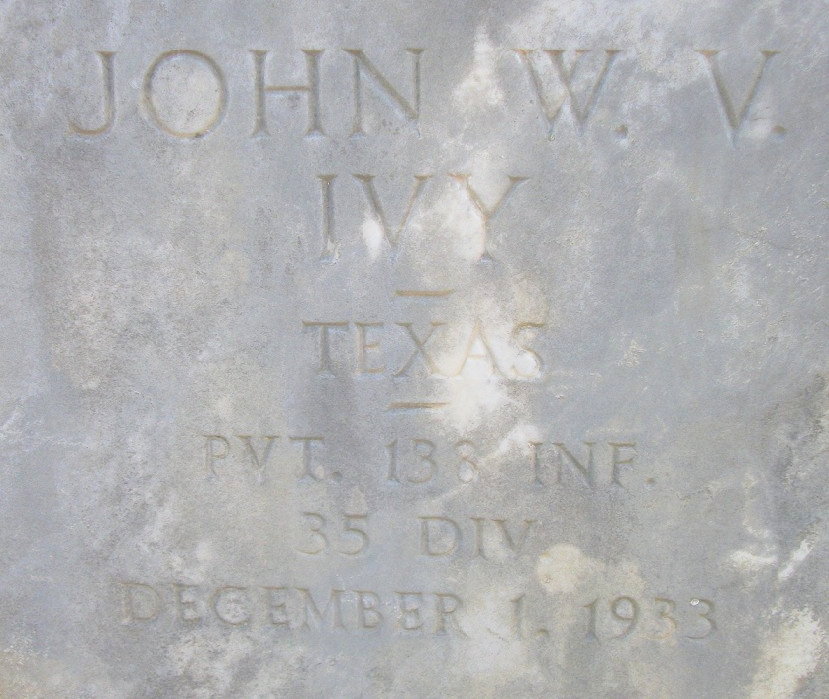 JOHN W. V.
IVY
TEXAS
PVT. 138 INF.
35 DIV
DECEMBER 1, 1933